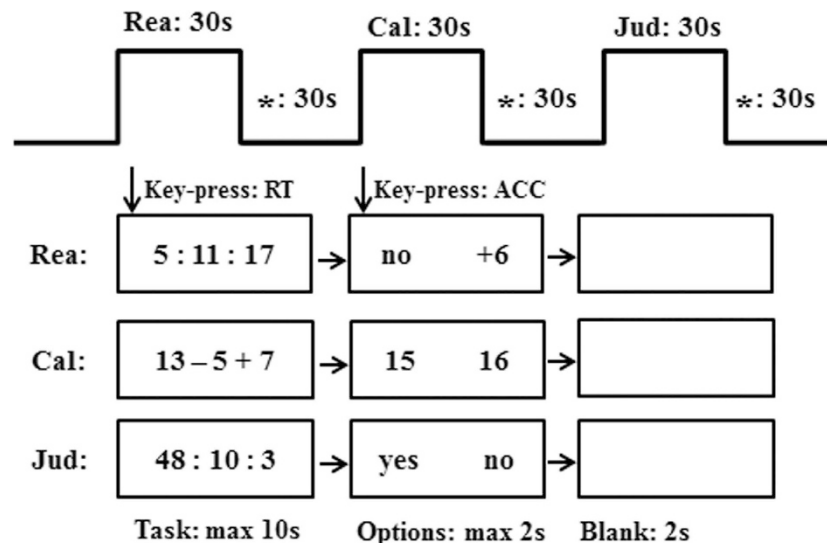 Rea: 30s Cal: 30s Jud: 30s
*: 30s *: 30s *: 30s
Key-press: RT Key-press: ACC
Rea: 5 : 11 : 17 no +6
Cal: 13 – 5 + 7 15 16
Jud: 48 : 10 : 3 yes no
Task: max 10s Options: max 2s Blank: 2s